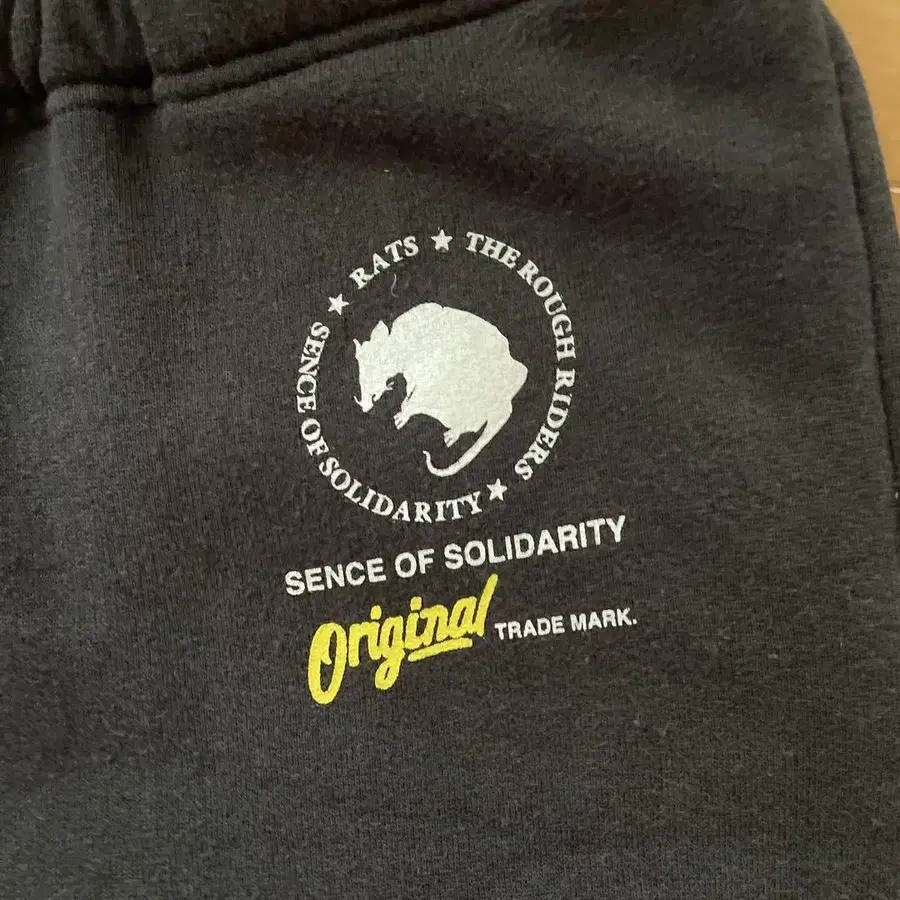 ★ RATS ★ THE ROUGH RIDERS ★ SENCE OF SOLIDARITY
SENCE OF SOLIDARITY
Original TRADE MARK.